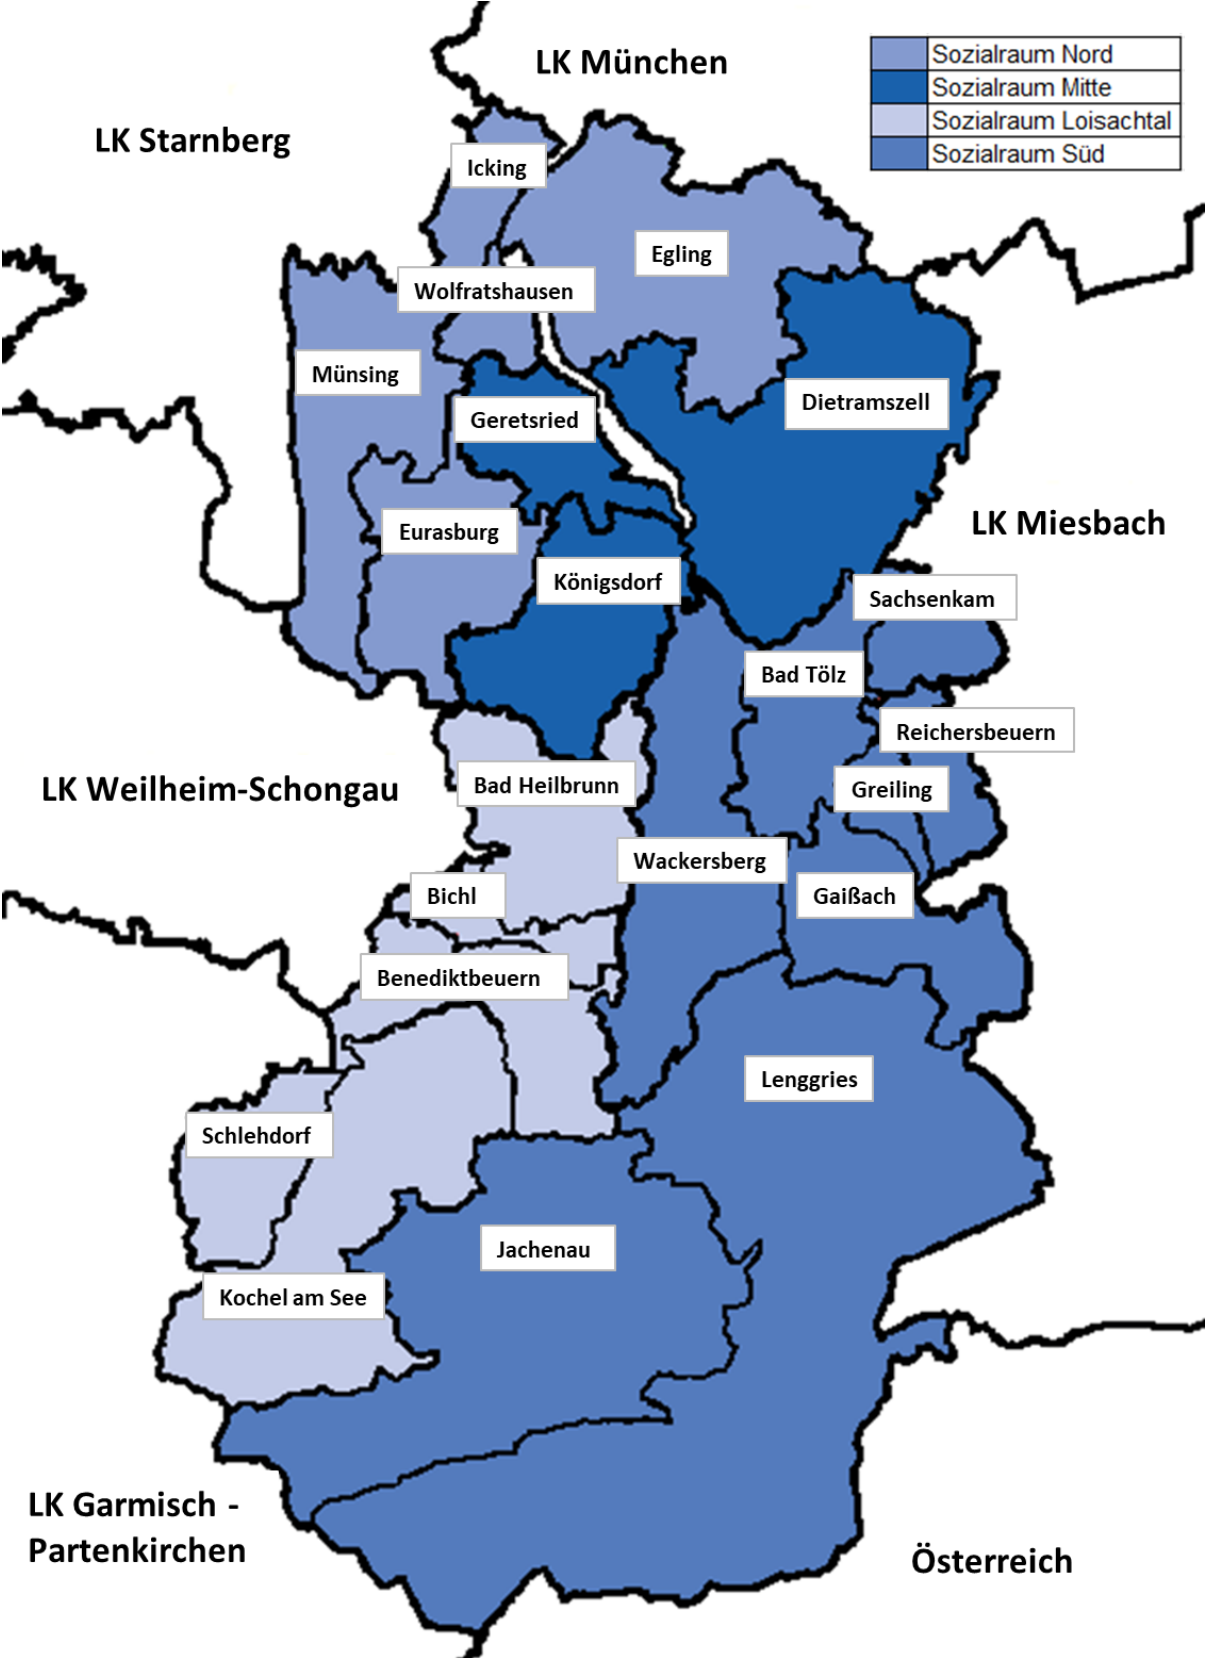 LK München
Sozialraum Nord
Sozialraum Mitte
Sozialraum Loisachtal
Sozialraum Süd
LK Starnberg
Icking
Egling
Wolfratshausen
Münsing
Dietramszell
Geretsried
LK Miesbach
Eurasburg
Königsdorf
Sachsenkam
Bad Tölz
Reichersbeuern
LK Weilheim-Schongau
Bad Heilbrunn
Greiling
Wackersberg
Bichl
Gaißach
Benediktbeuern
Lenggries
Schlehdorf
Jachenau
Kochel am See
LK Garmisch -
Partenkirchen
Österreich